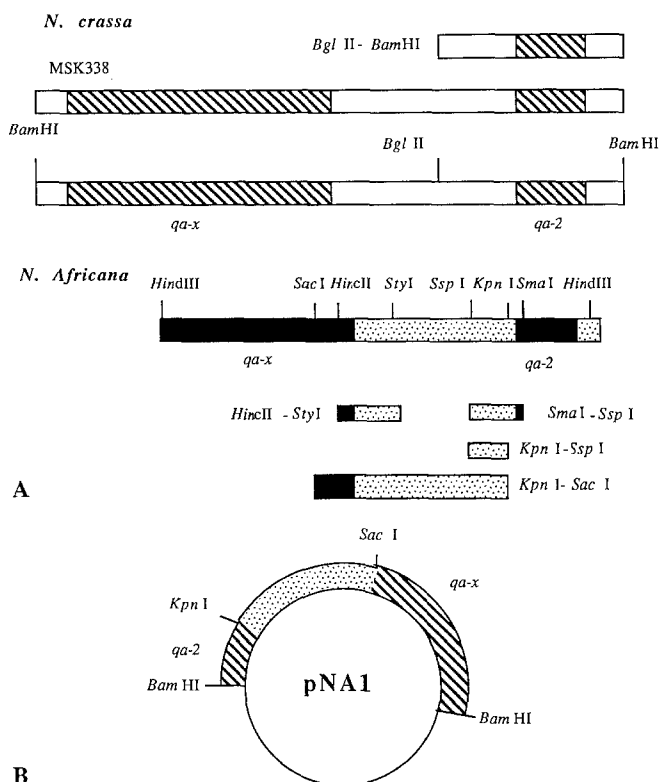 N. crassa
Bgl II - BamHI
MSK338
BamHI
Bgl II
BamHI
qa-x
qa-2
N. Africana
HindIII
Sac I
HincII
StyI
Ssp I
Kpn I
SmaI
HindIII
qa-x
qa-2
HincII - StyI
SmaI - Ssp I
Kpn I-Ssp I
Kpn I- Sac I
A
Sac I
qa-x
Kpn I
qa-2
Bam HI
pNA1
Bam HI
B